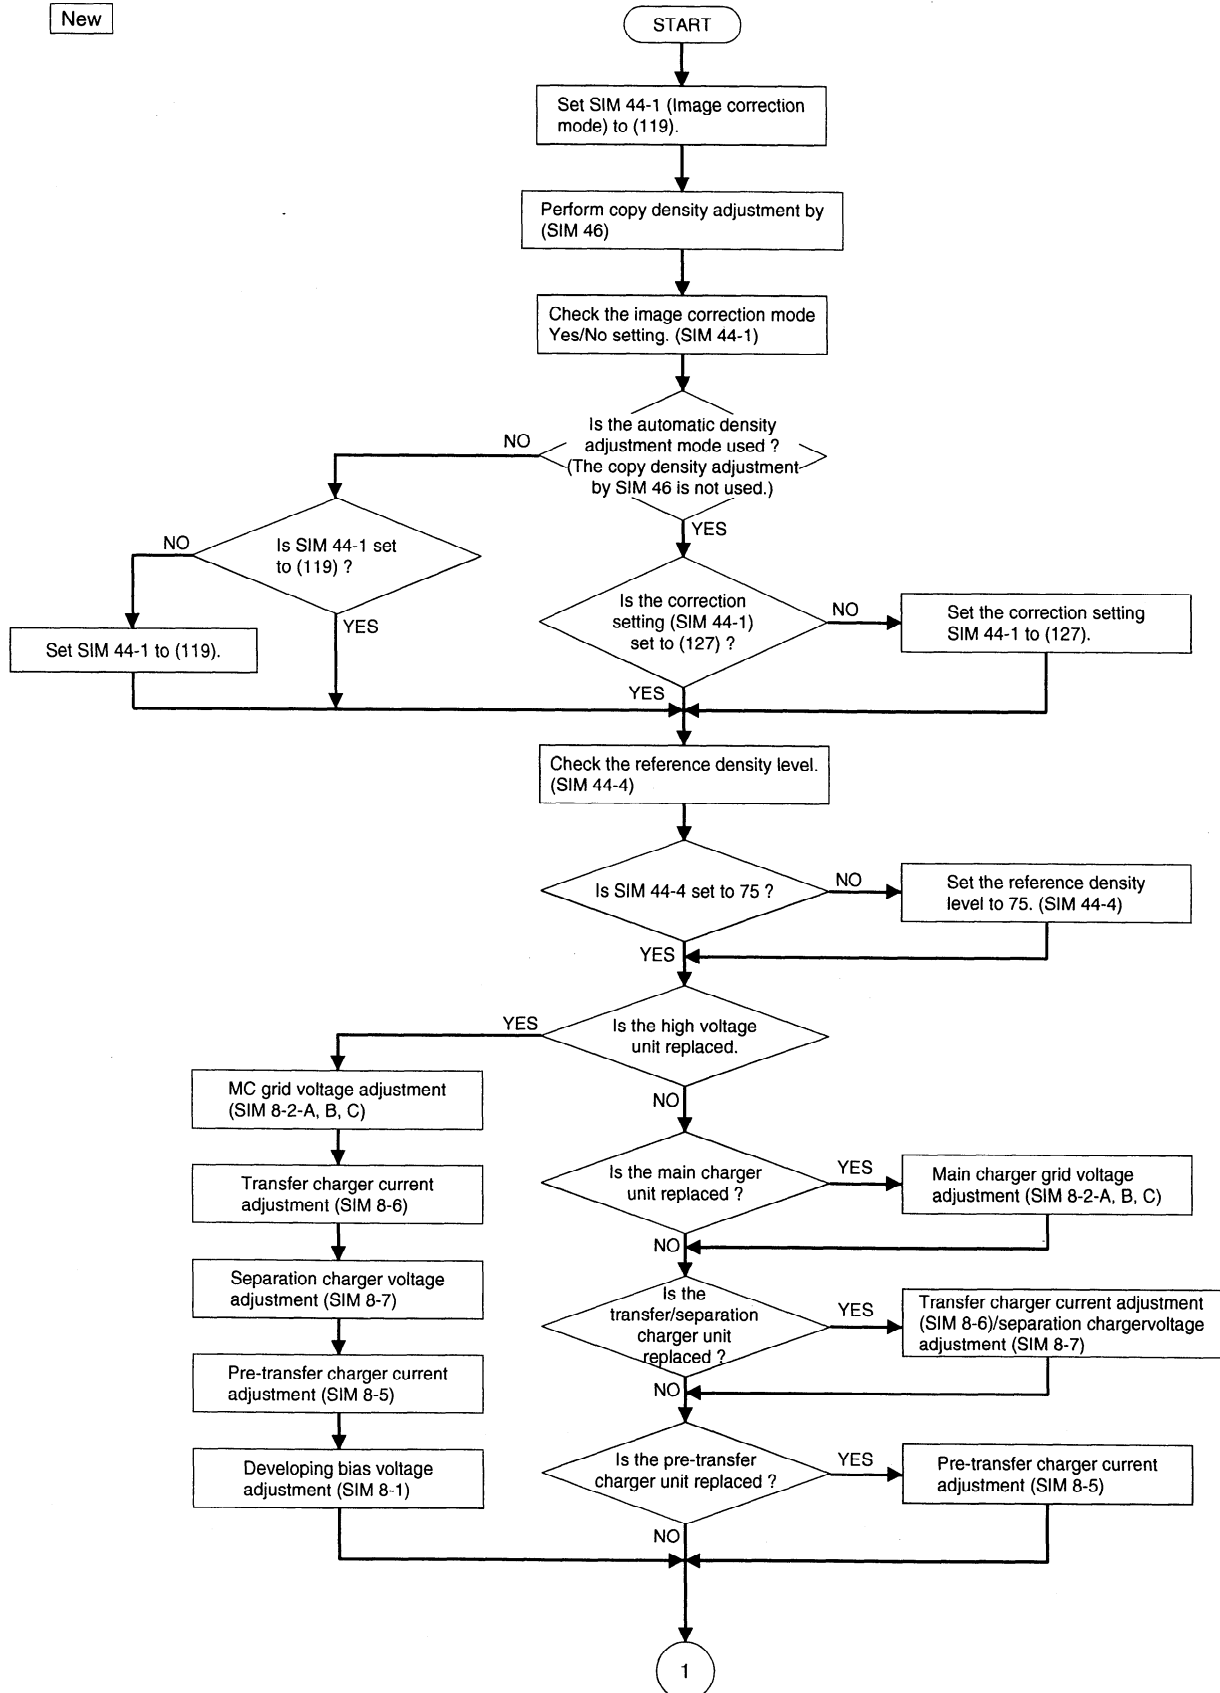 New
START
Set SIM 44-1 (Image correction
mode) to (119).
Perform copy density adjustment by
(SIM 46)
Check the image correction mode
Yes/No setting. (SIM 44-1)
Is the automatic density
adjustment mode used ?
(The copy density adjustment
by SIM 46 is not used.)
NO
YES
Is SIM 44-1 set
to (119) ?
NO
YES
Set SIM 44-1 to (119).
Is the correction
setting (SIM 44-1)
set to (127) ?
NO
Set the correction setting
SIM 44-1 to (127).
YES
Check the reference density level.
(SIM 44-4)
Is SIM 44-4 set to 75 ?
NO
Set the reference density
level to 75. (SIM 44-4)
YES
Is the high voltage
unit replaced.
YES
NO
MC grid voltage adjustment
(SIM 8-2-A, B, C)
Transfer charger current
adjustment (SIM 8-6)
Separation charger voltage
adjustment (SIM 8-7)
Pre-transfer charger current
adjustment (SIM 8-5)
Developing bias voltage
adjustment (SIM 8-1)
Is the main charger
unit replaced ?
YES
Main charger grid voltage
adjustment (SIM 8-2-A, B, C)
NO
Is the
transfer/separation
charger unit
replaced ?
YES
Transfer charger current adjustment
(SIM 8-6)/separation chargervoltage
adjustment (SIM 8-7)
NO
Is the pre-transfer
charger unit replaced ?
YES
Pre-transfer charger current
adjustment (SIM 8-5)
NO
1